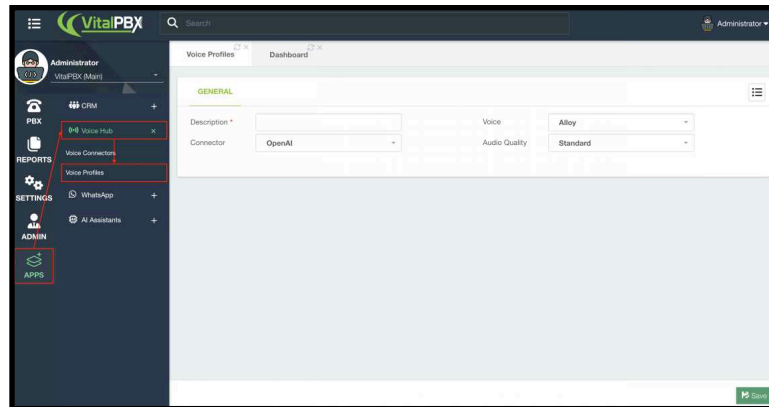 VitalPBX
Search
Administrator
Administrator
VitalPBX (Main)
Voice Profiles
Dashboard
PBX
REPORTS
SETTINGS
ADMIN
APPS
CRM
Voice Hub
Voice Connectors
Voice Profiles
WhatsApp
AI Assistants
GENERAL
Description *
Voice
Alloy
Connector
OpenAI
Audio Quality
Standard
Save